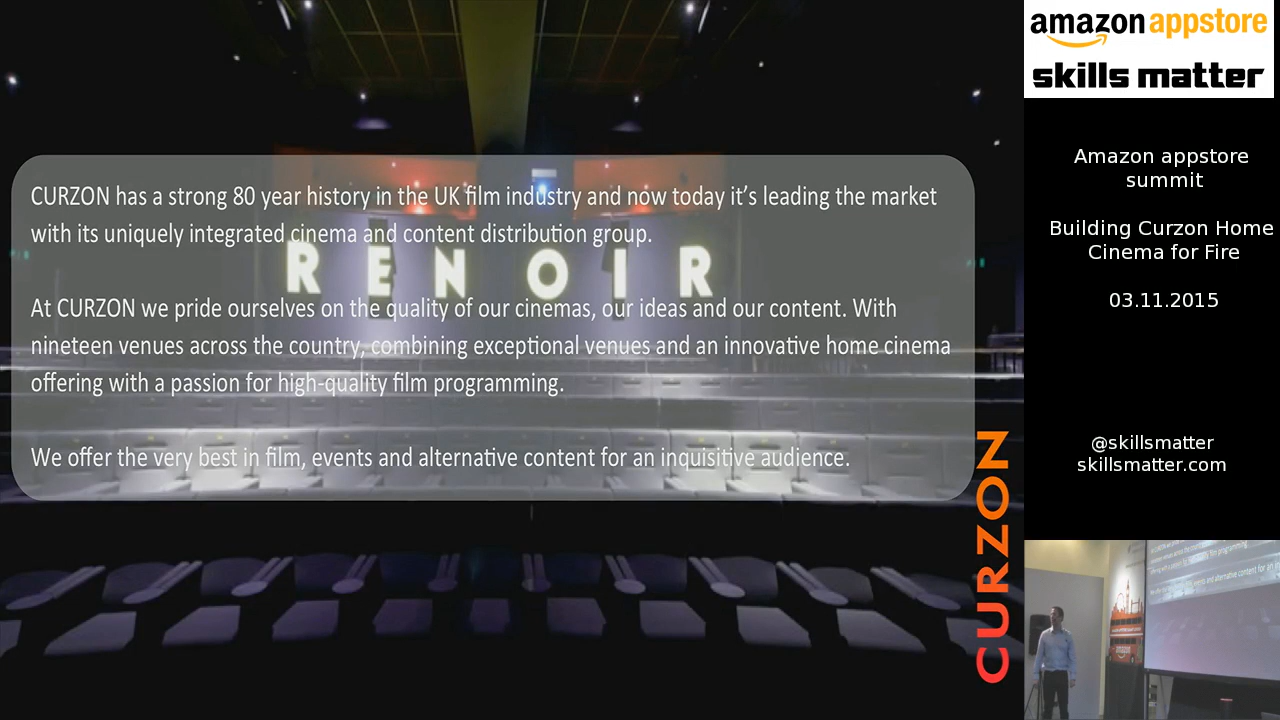 CURZON has a strong 80 year history in the UK film industry and now today it’s leading the market
with its uniquely integrated cinema and content distribution group.
RENOIR
At CURZON we pride ourselves on the quality of our cinemas, our ideas and our content. With
nineteen venues across the country, combining exceptional venues and an innovative home cinema
offering with a passion for high-quality film programming.
We offer the very best in film, events and alternative content for an inquisitive audience.
CURZON
amazon appstore
skills matter
Amazon appstore
summit
Building Curzon Home
Cinema for Fire
03.11.2015
@skillsmatter
skillsmatter.com